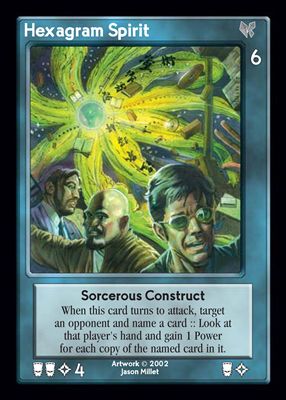 Hexagram Spirit
6
Sorcerous Construct
When this card turns to attack, target
an opponent and name a card :: Look at
that player's hand and gain 1 Power
for each copy of the named card in it.
4
Artwork © 2002
Jason Millet